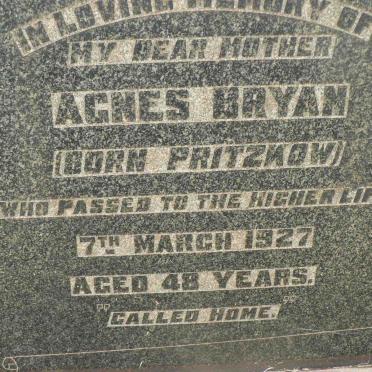 IN LOVING MEMORY OF
MY DEAR MOTHER
AGNES BRYAN
(BORN PRITZKOW)
WHO PASSED TO THE HIGHER
7TH MARCH 1927
AGED 48 YEARS.
"CALLED HOME."